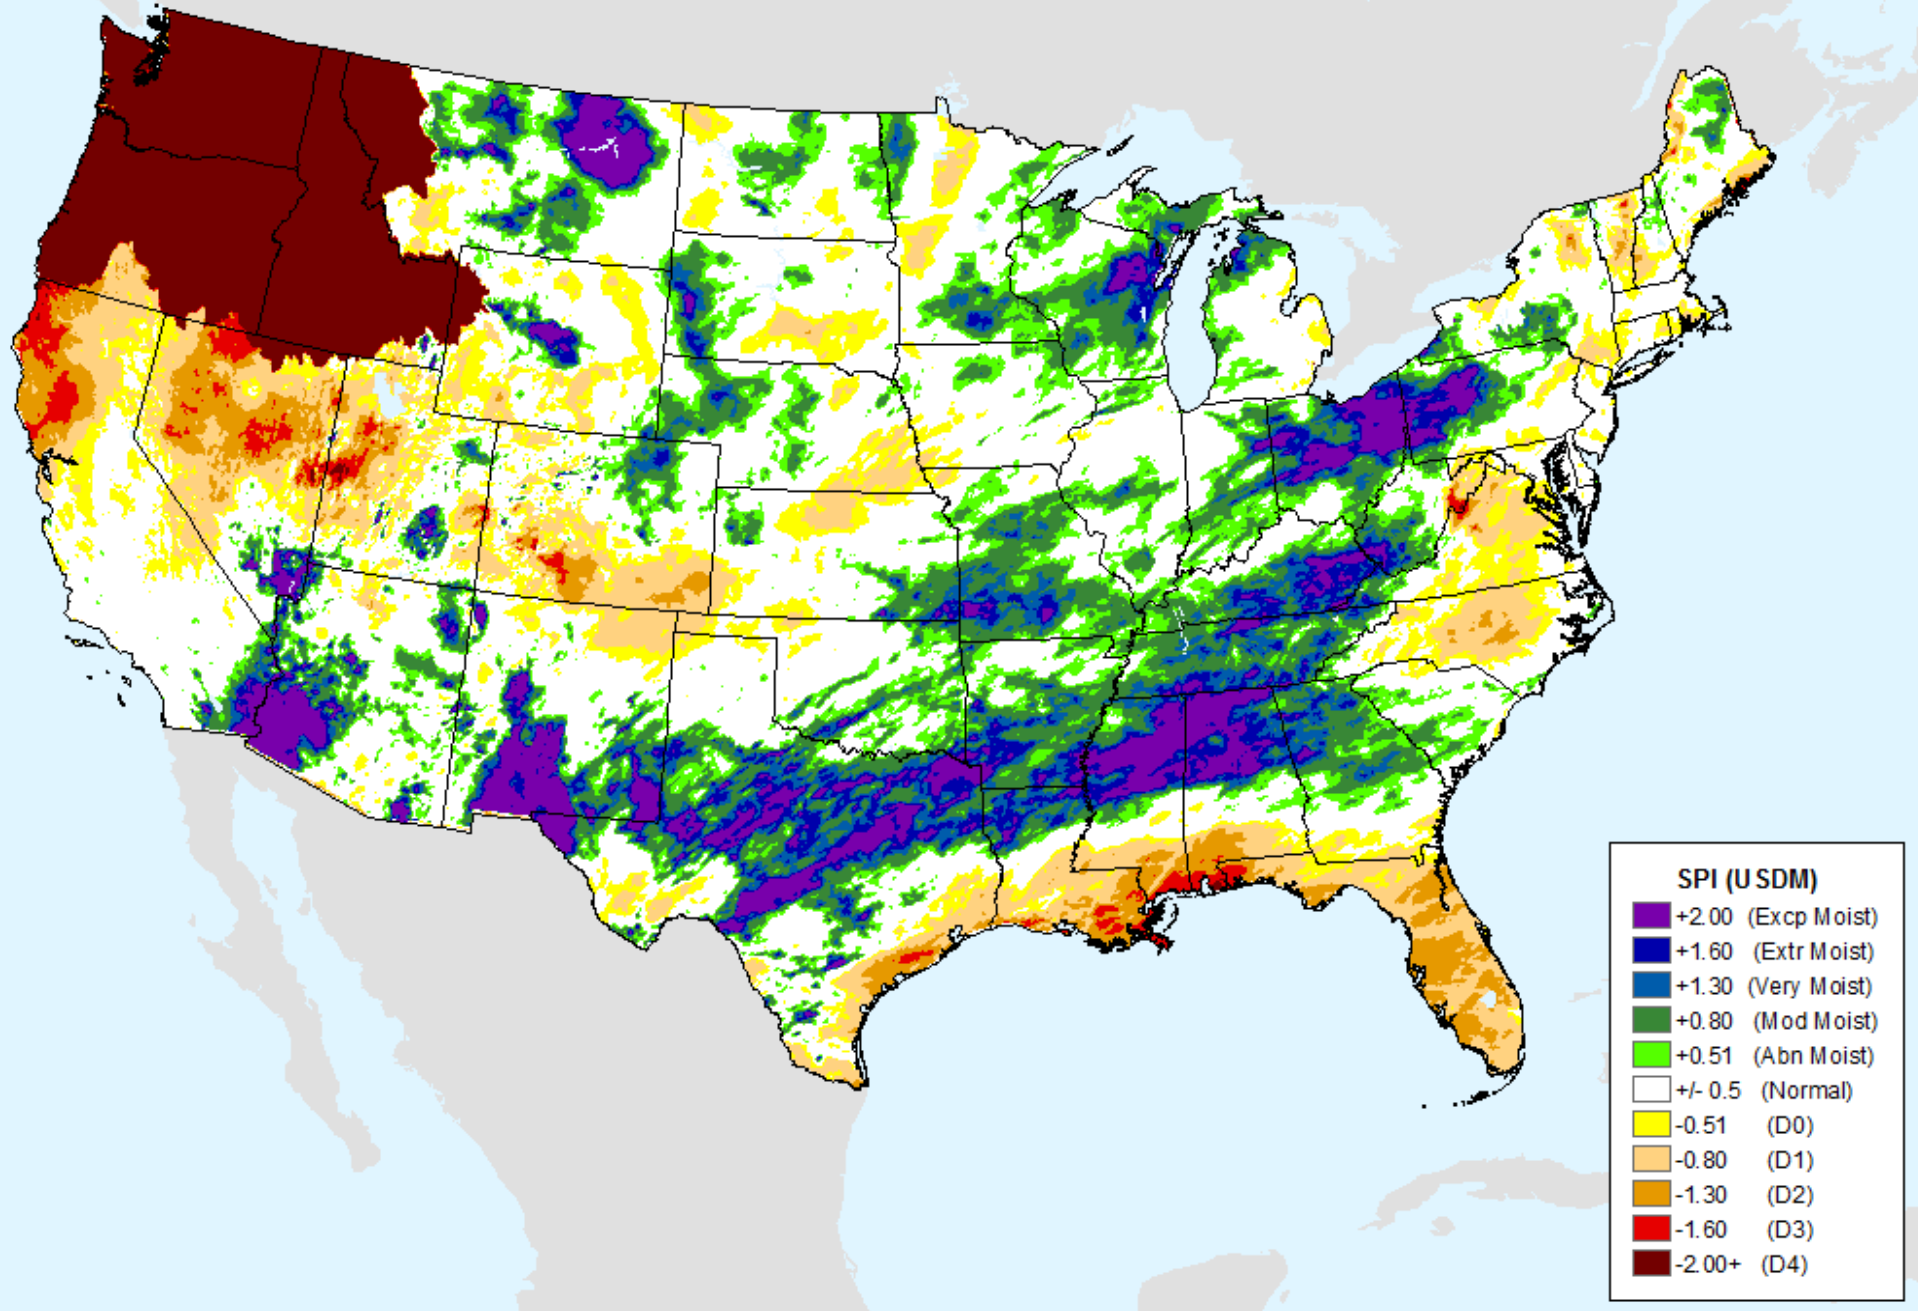 SPI (USDM)
+2.00 (Excp Moist)
+1.60 (Extr Moist)
+1.30 (Very Moist)
+0.80 (Mod Moist)
+0.51 (Abn Moist)
+/- 0.5 (Normal)
-0.51 (D0)
-0.80 (D1)
-1.30 (D2)
-1.60 (D3)
-2.00+ (D4)